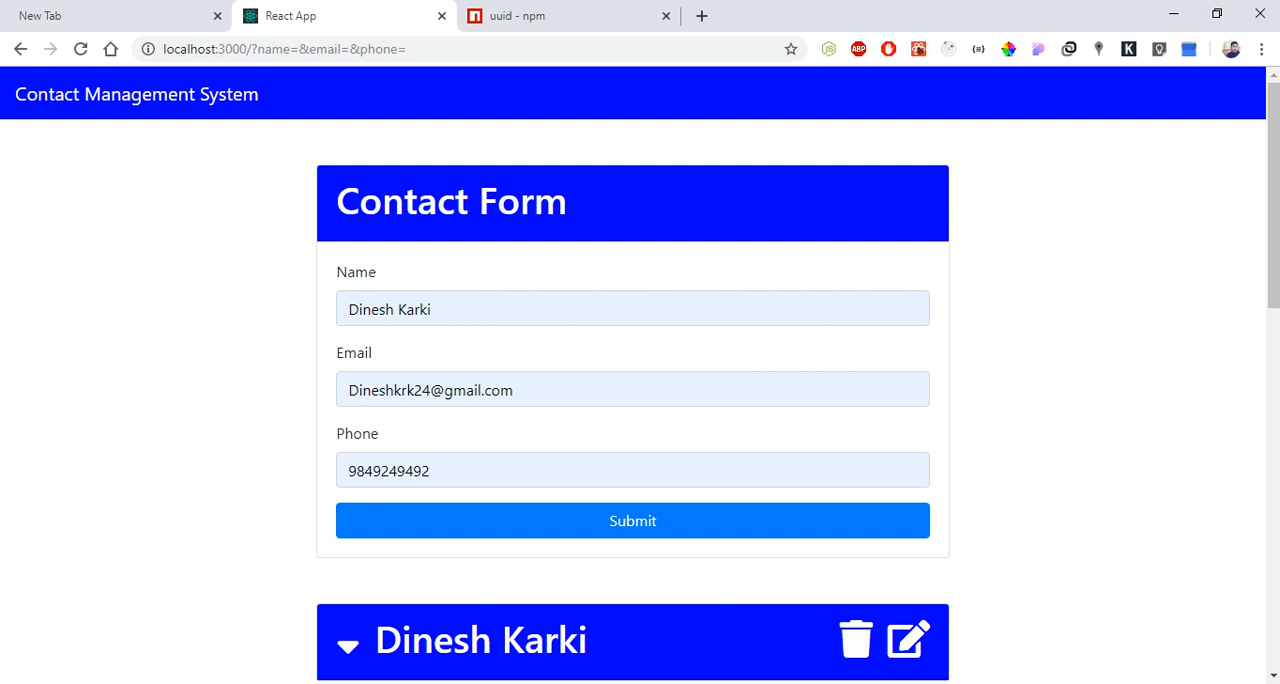 New Tab
React App
uuid - npm
localhost:3000/?name=&email=&phone=
Contact Management System
Contact Form
Name
Dinesh Karki
Email
Dineshkrk24@gmail.com
Phone
9849249492
Submit
Dinesh Karki